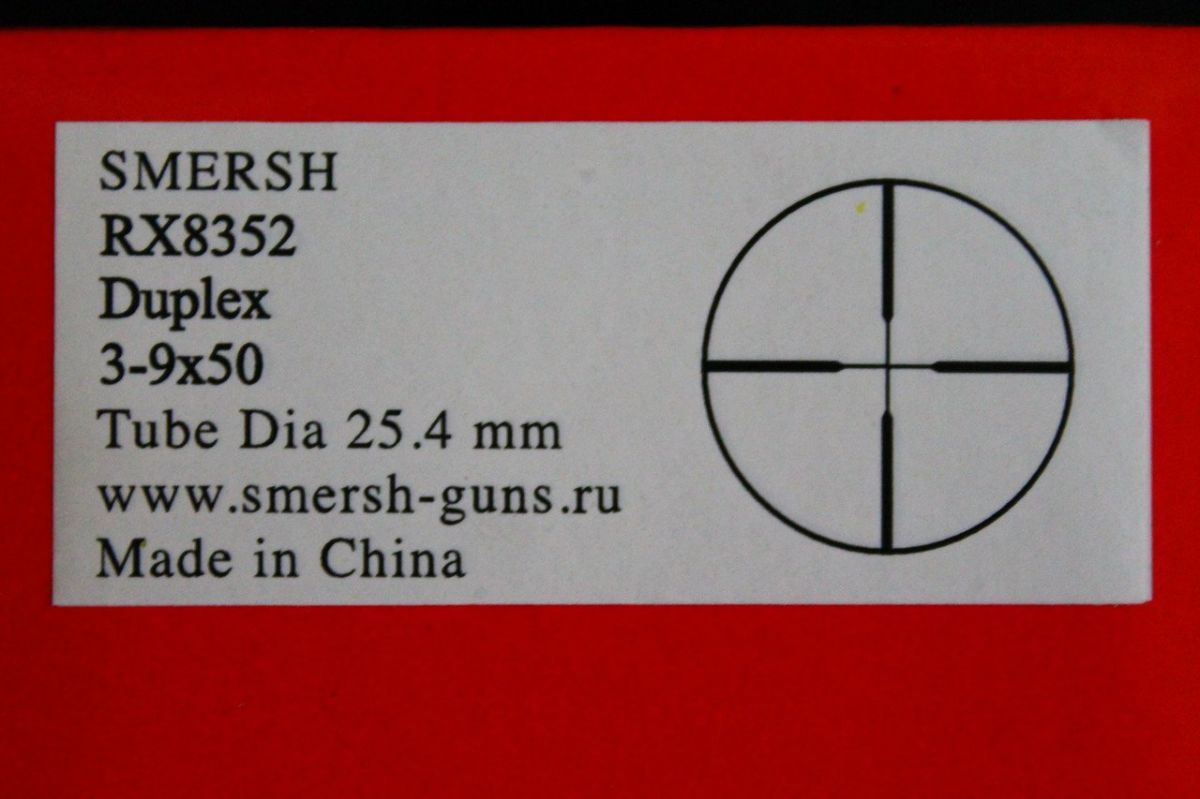 SMERSH
RX8352
Duplex
3-9x50
Tube Dia 25.4 mm
www.smersh-guns.ru
Made in China